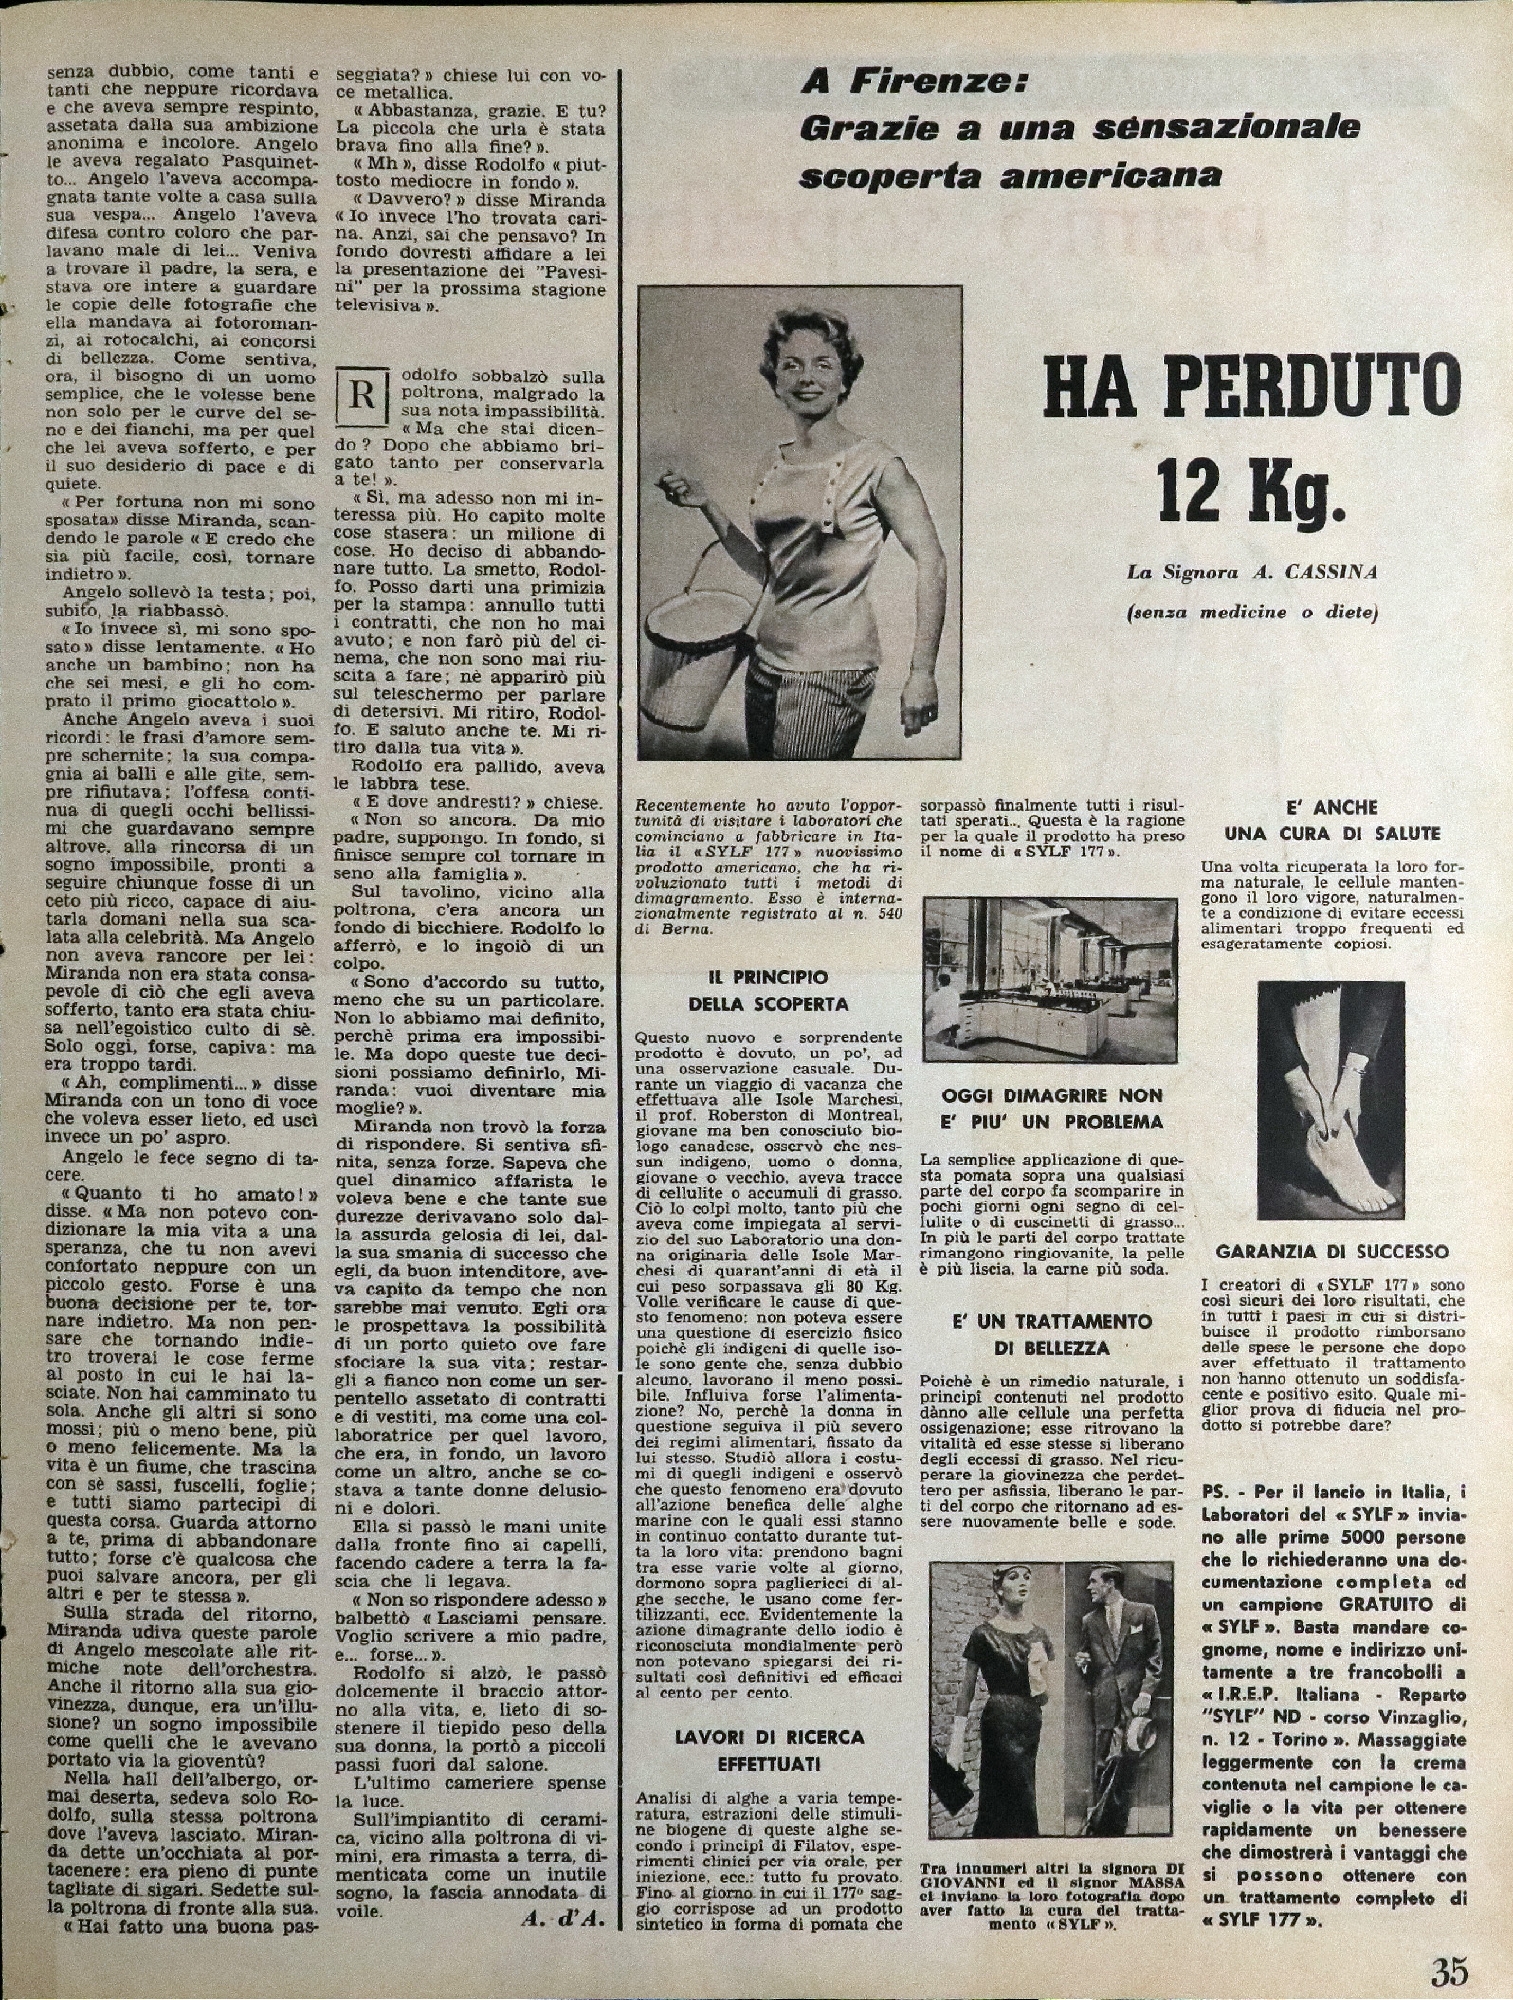 senza dubbio, come tanti e
tanti che neppure ricordava
e che aveva sempre respinto,
assetata dalla sua ambizione
anonima e incolore. Angelo
le aveva regalato Pasquinet-
to... Angelo l'aveva accompa-
gnata tante volte a casa sulla
sua vespa... Angelo l'aveva
difesa contro coloro che par-
lavano male di lei... Veniva
a trovare il padre, la sera, e
stava ore intere a guardare
le copie delle fotografie che
ella mandava ai fotoroman-
zi, ai rotocalchi, ai concorsi
di bellezza. Come sentiva,
ora, il bisogno di un uomo
semplice, che le volesse bene
non solo per le curve del se-
no e dei fianchi, ma per quel
che lei aveva sofferto, e per
il suo desiderio di pace e di
quiete.
« Per fortuna non mi sono
sposata» disse Miranda, scan-
dendo le parole « E credo che
sia più facile, così, tornare
indietro ».
Angelo sollevò la testa; poi,
subito, la riabbassò.
« Io invece sì, mi sono spo-
sato » disse lentamente. « Ho
anche un bambino; non ha
che sei mesi, e gli ho com-
prato il primo giocattolo ».
Anche Angelo aveva i suoi
ricordi: le frasi d'amore sem-
pre schernite; la sua compa-
gnia ai balli e alle gite, sem-
pre rifiutava; l'offesa conti-
nua di quegli occhi bellissi-
mi che guardavano sempre
altrove, alla rincorsa di un
sogno impossibile, pronti a
seguire chiunque fosse di un
ceto più ricco, capace di aiu-
tarla domani nella sua sca-
lata alla celebrità. Ma Angelo
non aveva rancore per lei:
Miranda non era stata consa-
pevole di ciò che egli aveva
sofferto, tanto era stata chiu-
sa nell'egoistico culto di sè.
Solo oggi, forse, capiva: ma
era troppo tardi.
« Ah, complimenti... » disse
Miranda con un tono di voce
che voleva esser lieto, ed uscì
invece un po' aspro.
Angelo le fece segno di ta-
cere.
« Quanto ti ho amato! »
disse. « Ma non potevo con-
dizionare la mia vita a una
speranza, che tu non avevi
confortato neppure con un
piccolo gesto. Forse è una
buona decisione per te, tor-
nare indietro. Ma non pen-
sare che tornando indie-
tro troverai le cose ferme
al posto in cui le hai la-
sciate. Non hai camminato tu
sola. Anche gli altri si sono
mossi; più o meno bene, più
o meno felicemente. Ma la
vita è un fiume, che trascina
con sè sassi, fuscelli, foglie;
e tutti siamo partecipi di
questa corsa. Guarda attorno
a te, prima di abbandonare
tutto; forse c'è qualcosa che
puoi salvare ancora, per gli
altri e per te stessa ».
Sulla strada del ritorno,
Miranda udiva queste parole
di Angelo mescolate alle rit-
miche note dell'orchestra.
Anche il ritorno alla sua gio-
vinezza, dunque, era un'illu-
sione? un sogno impossibile
come quelli che le avevano
portato via la gioventù?
Nella hall dell'albergo, or-
mai deserta, sedeva solo Ro-
dolfo, sulla stessa poltrona
dove l'aveva lasciato. Miran-
da dette un'occhiata al por-
tacenere: era pieno di punte
tagliate di sigari. Sedette sul-
la poltrona di fronte alla sua.
« Hai fatto una buona pas-
seggiata? » chiese lui con vo-
ce metallica.
« Abbastanza, grazie. E tu?
La piccola che urla è stata
brava fino alla fine? ».
« Mh », disse Rodolfo « piut-
tosto mediocre in fondo ».
« Davvero? » disse Miranda
« Io invece l'ho trovata cari-
na. Anzi, sai che pensavo? In
fondo dovresti affidare a lei
la presentazione dei "Pavesi-
ni" per la prossima stagione
televisiva ».
Rodolfo sobbalzò sulla
poltrona, malgrado la
sua nota impassibilità.
« Ma che stai dicen-
do? Dopo che abbiamo bri-
gato tanto per conservarla
a te! ».
« Sì, ma adesso non mi in-
teressa più. Ho capito molte
cose stasera: un milione di
cose. Ho deciso di abbando-
nare tutto. La smetto, Rodol-
fo. Posso darti una primizia
per la stampa: annullo tutti
i contratti, che non ho mai
avuto; e non farò più del ci-
nema, che non sono mai riu-
scita a fare; nè apparirò più
sul teleschermo per parlare
di detersivi. Mi ritiro, Rodol-
fo. E saluto anche te. Mi ri-
tiro dalla tua vita ».
Rodolfo era pallido, aveva
le labbra tese.
« E dove andresti? » chiese.
« Non so ancora. Da mio
padre, suppongo. In fondo, si
finisce sempre col tornare in
seno alla famiglia ».
Sul tavolino, vicino alla
poltrona, c'era ancora un
fondo di bicchiere. Rodolfo lo
afferrò, e lo ingoiò di un
colpo.
« Sono d'accordo su tutto,
meno che su un particolare.
Non lo abbiamo mai definito,
perchè prima era impossibi-
le. Ma dopo queste tue deci-
sioni possiamo definirlo, Mi-
randa: vuoi diventare mia
moglie? ».
Miranda non trovò la forza
di rispondere. Si sentiva sfi-
nita, senza forze. Sapeva che
quel dinamico affarista le
voleva bene e che tante sue
durezze derivavano solo dal-
la assurda gelosia di lei, dal-
la sua smania di successo che
egli, da buon intenditore, ave-
va capito da tempo che non
sarebbe mai venuto. Egli ora
le prospettava la possibilità
di un porto quieto ove fare
sfociare la sua vita; restar-
gli a fianco non come un ser-
pentello assetato di contratti
e di vestiti, ma come una col-
laboratrice per quel lavoro,
che era, in fondo, un lavoro
come un altro, anche se co-
stava a tante donne delusio-
ni e dolori.
Ella si passò le mani unite
dalla fronte fino ai capelli,
facendo cadere a terra la fa-
scia che li legava.
« Non so rispondere adesso »
balbettò « Lasciami pensare.
Voglio scrivere a mio padre,
e... forse... ».
Rodolfo si alzò, le passò
dolcemente il braccio attor-
no alla vita, e, lieto di so-
stenere il tiepido peso della
sua donna, la portò a piccoli
passi fuori dal salone.
L'ultimo cameriere spense
la luce.
Sull'impiantito di cerami-
ca, vicino alla poltrona di vi-
mini, era rimasta a terra, di-
menticata come un inutile
sogno, la fascia annodata di
voile.
A. d'A.
A Firenze:
Grazie a una sensazionale
scoperta americana
HA PERDUTO
12 Kg.
La Signora A. CASSINA
(senza medicine o diete)
Recentemente ho avuto l'oppor-
tunità di visitare i laboratori che
cominciano a fabbricare in Ita-
lia il « SYLF 177 » nuovissimo
prodotto americano, che ha ri-
voluzionato tutti i metodi di
dimagramento. Esso è interna-
zionalmente registrato al n. 540
di Berna.
IL PRINCIPIO
DELLA SCOPERTA
Questo nuovo e sorprendente
prodotto è dovuto, un po', ad
una osservazione casuale. Du-
rante un viaggio di vacanza che
effettuava alle Isole Marchesi,
il prof. Roberston di Montreal,
giovane ma ben conosciuto bio-
logo canadese, osservò che nes-
sun indigeno, uomo o donna,
giovane o vecchio, aveva tracce
di cellulite o accumuli di grasso.
Ciò lo colpì molto, tanto più che
aveva come impiegata al servi-
zio del suo Laboratorio una don-
na originaria delle Isole Mar-
chesi di quarant'anni di età il
cui peso sorpassava gli 80 Kg.
Volle verificare le cause di que-
sto fenomeno: non poteva essere
una questione di esercizio fisico
poichè gli indigeni di quelle iso-
le sono gente che, senza dubbio
alcuno, lavorano il meno possi-
bile. Influiva forse l'alimenta-
zione? No, perchè la donna in
questione seguiva il più severo
dei regimi alimentari, fissato da
lui stesso. Studiò allora i costu-
mi di quegli indigeni e osservò
che questo fenomeno era dovuto
all'azione benefica delle alghe
marine con le quali essi stanno
in continuo contatto durante tut-
ta la loro vita: prendono bagni
tra esse varie volte al giorno,
dormono sopra pagliericci di al-
ghe secche, le usano come fer-
tilizzanti, ecc. Evidentemente la
azione dimagrante dello iodio è
riconosciuta mondialmente però
non potevano spiegarsi dei ri-
sultati così definitivi ed efficaci
al cento per cento.
LAVORI DI RICERCA
EFFETTUATI
Analisi di alghe a varia tempe-
ratura, estrazioni delle stimuli-
ne biogene di queste alghe se-
condo i principi di Filatov, espe-
rimenti clinici per via orale, per
iniezione, ecc.: tutto fu provato.
Fino al giorno in cui il 177º sag-
gio corrispose ad un prodotto
sintetico in forma di pomata che
sorpassò finalmente tutti i risul-
tati sperati... Questa è la ragione
per la quale il prodotto ha preso
il nome di « SYLF 177 ».
OGGI DIMAGRIRE NON
E' PIU' UN PROBLEMA
La semplice applicazione di que-
sta pomata sopra una qualsiasi
parte del corpo fa scomparire in
pochi giorni ogni segno di cel-
lulite o di cuscinetti di grasso...
In più le parti del corpo trattate
rimangono ringiovanite, la pelle
è più liscia, la carne più soda.
E' UN TRATTAMENTO
DI BELLEZZA
Poichè è un rimedio naturale, i
principi contenuti nel prodotto
dànno alle cellule una perfetta
ossigenazione; esse ritrovano la
vitalità ed esse stesse si liberano
degli eccessi di grasso. Nel ricu-
perare la giovinezza che perdet-
tero per asfissia, liberano le par-
ti del corpo che ritornano ad es-
sere nuovamente belle e sode.
Tra innumeri altri la signora DI
GIOVANNI ed il signor MASSA
ci inviano la loro fotografia dopo
aver fatto la cura del tratta-
mento « SYLF ».
E' ANCHE
UNA CURA DI SALUTE
Una volta ricuperata la loro for-
ma naturale, le cellule manten-
gono il loro vigore, naturalmen-
te a condizione di evitare eccessi
alimentari troppo frequenti ed
esageratamente copiosi.
GARANZIA DI SUCCESSO
I creatori di « SYLF 177 » sono
così sicuri dei loro risultati, che
in tutti i paesi in cui si distri-
buisce il prodotto rimborsano
delle spese le persone che dopo
aver effettuato il trattamento
non hanno ottenuto un soddisfa-
cente e positivo esito. Quale mi-
glior prova di fiducia nel pro-
dotto si potrebbe dare?
PS. - Per il lancio in Italia, i
Laboratori del « SYLF » invia-
no alle prime 5000 persone
che lo richiederanno una do-
cumentazione completa ed
un campione GRATUITO di
« SYLF ». Basta mandare co-
gnome, nome e indirizzo uni-
tamente a tre francobolli a
« I.R.E.P. Italiana - Reparto
"SYLF" ND - corso Vinzaglio,
n. 12 - Torino ». Massaggiate
leggermente con la crema
contenuta nel campione le ca-
viglie o la vita per ottenere
rapidamente un benessere
che dimostrerà i vantaggi che
si possono ottenere con
un trattamento completo di
« SYLF 177 ».
35